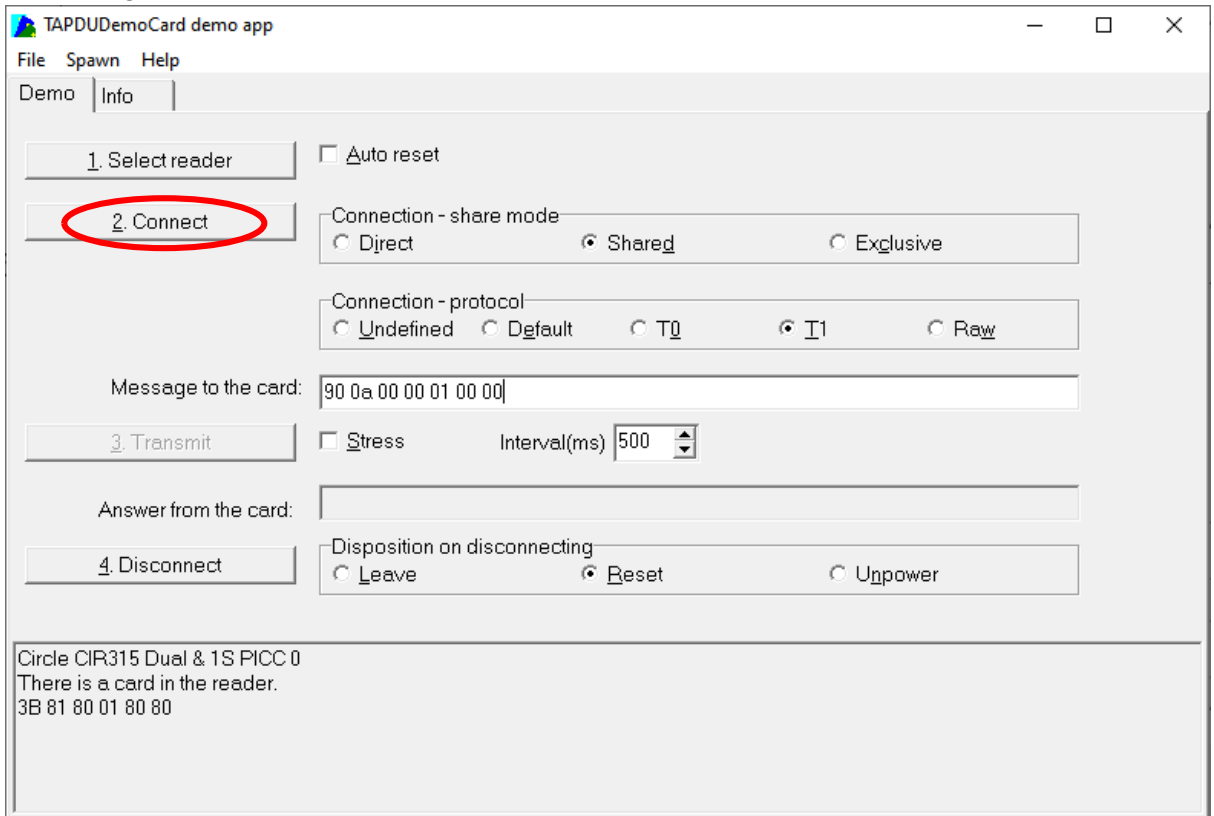 TAPDUDemoCard demo app
File Spawn Help
Demo Info
1. Select reader Auto reset
2. Connect Connection - share mode
Direct Shared Exclusive
Connection - protocol
Undefined Default T0 T1 Raw
Message to the card: 90 0a 00 00 01 00 00
3. Transmit Stress Interval(ms) 500
Answer from the card:
4. Disconnect Disposition on disconnecting
Leave Reset Unpower
Circle CIR315 Dual & 1S PICC 0
There is a card in the reader.
3B 81 80 01 80 80